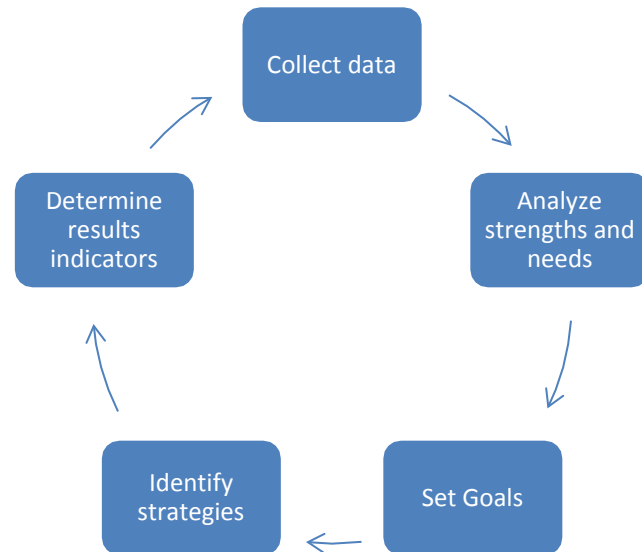 Collect data
Analyze
strengths and
needs
Set Goals
Identify
strategies
Determine
results
indicators